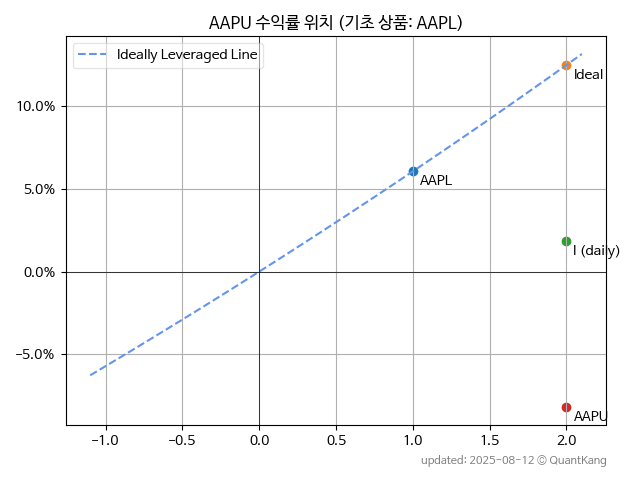 AAPU 수익률 위치 (기초 상품: AAPL)
Ideally Leveraged Line
Ideal
10.0%
AAPL
5.0%
I (daily)
0.0%
−5.0%
AAPU
−1.0 −0.5 0.0 0.5 1.0 1.5 2.0
updated: 2025-08-12 © QuantKang